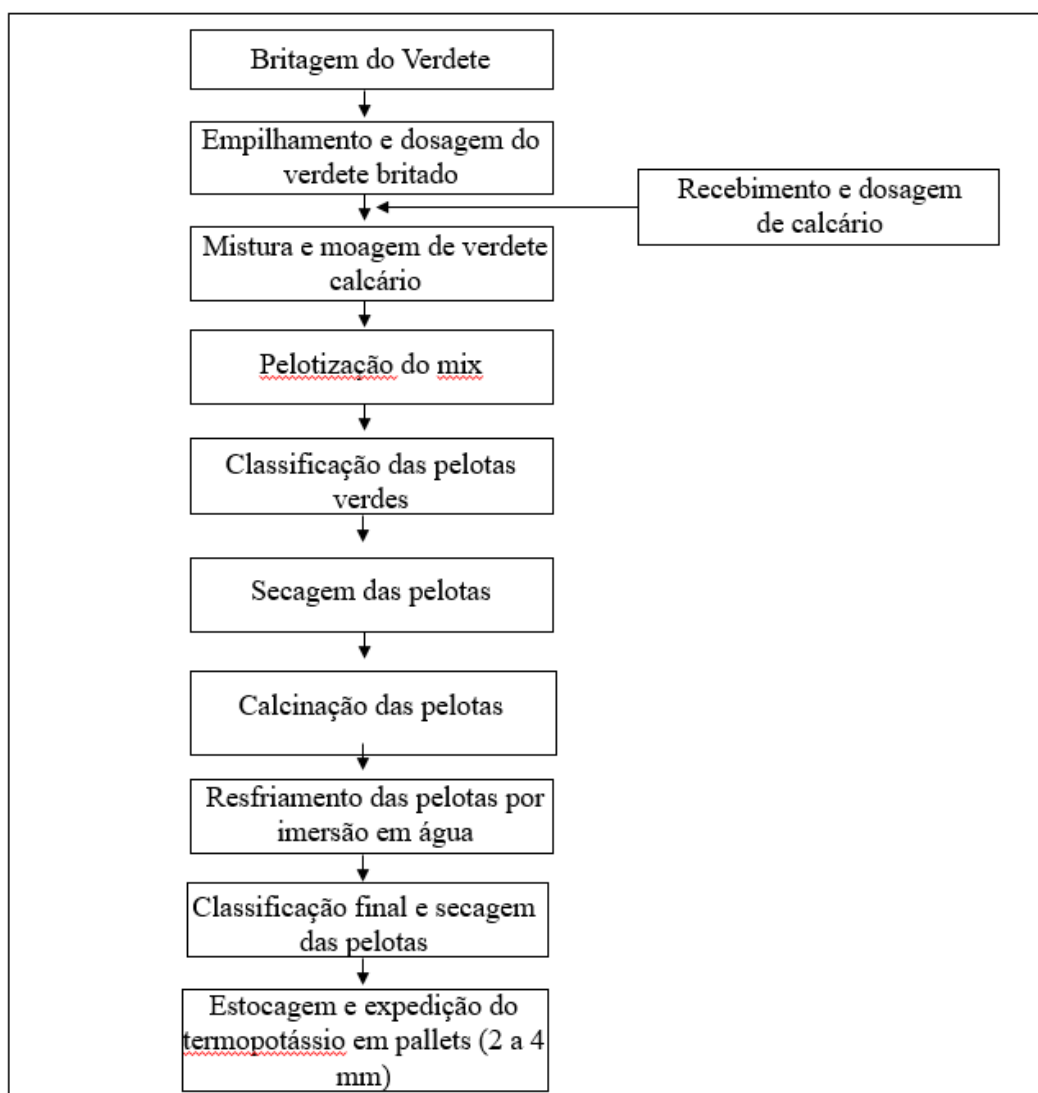 Britagem do Verdete
Empilhamento e dosagem do
verdete britado
Recebimento e dosagem
de calcário
Mistura e moagem de verdete
calcário
Pelotização do mix
Classificação das pelotas
verdes
Secagem das pelotas
Calcinação das pelotas
Resfriamento das pelotas por
imersão em água
Classificação final e secagem
das pelotas
Estocagem e expedição do
termopotássio em pallets (2 a 4
mm)